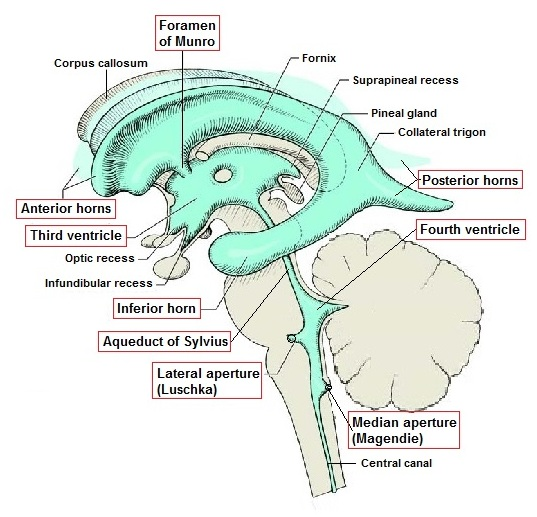 Foramen
of Munro
Corpus callosum
Fornix
Suprapineal recess
Pineal gland
Collateral trigon
Posterior horns
Anterior horns
Third ventricle
Fourth ventricle
Optic recess
Infundibular recess
Inferior horn
Aqueduct of Sylvius
Lateral aperture
(Luschka)
Median aperture
(Magendie)
Central canal